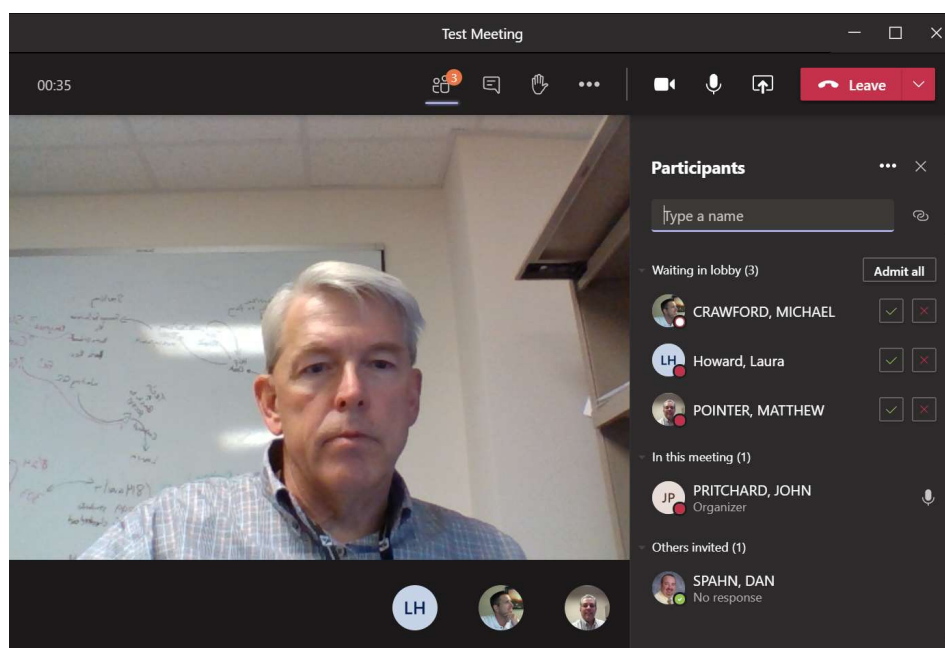 Test Meeting
00:35
3
Leave
Participants
Type a name
Waiting in lobby (3)
Admit all
CRAWFORD, MICHAEL
LH Howard, Laura
POINTER, MATTHEW
In this meeting (1)
JP PRITCHARD, JOHN
Organizer
Others invited (1)
SPAHN, DAN
No response
LH